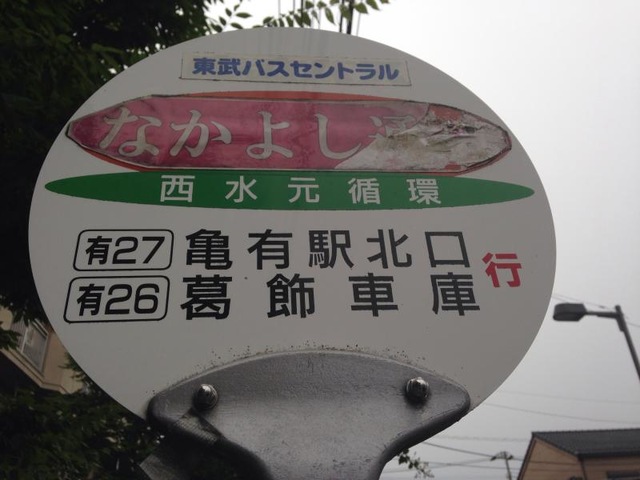 東武バスセントラル
なかよし
西水元循環
有27 亀有駅北口
有26 葛飾車庫
行